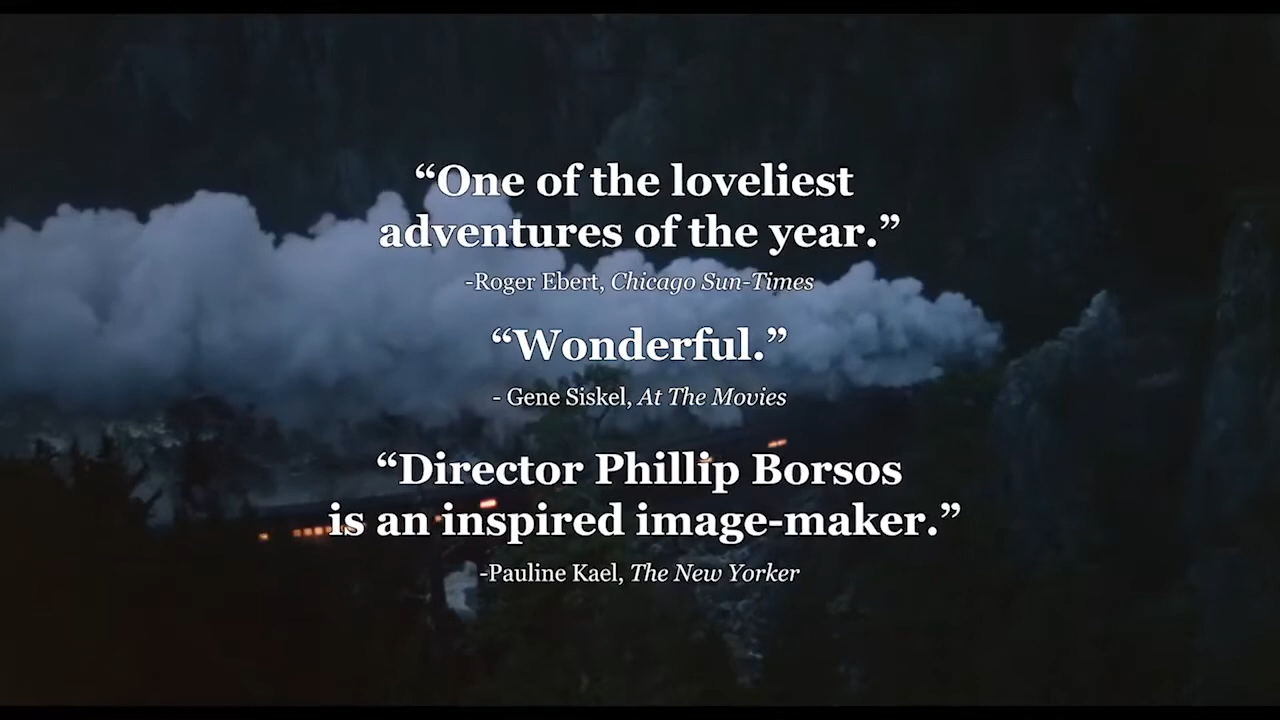 “One of the loveliest
adventures of the year.”
-Roger Ebert, Chicago Sun-Times
“Wonderful.”
- Gene Siskel, At The Movies
“Director Phillip Borsos
is an inspired image-maker.”
-Pauline Kael, The New Yorker